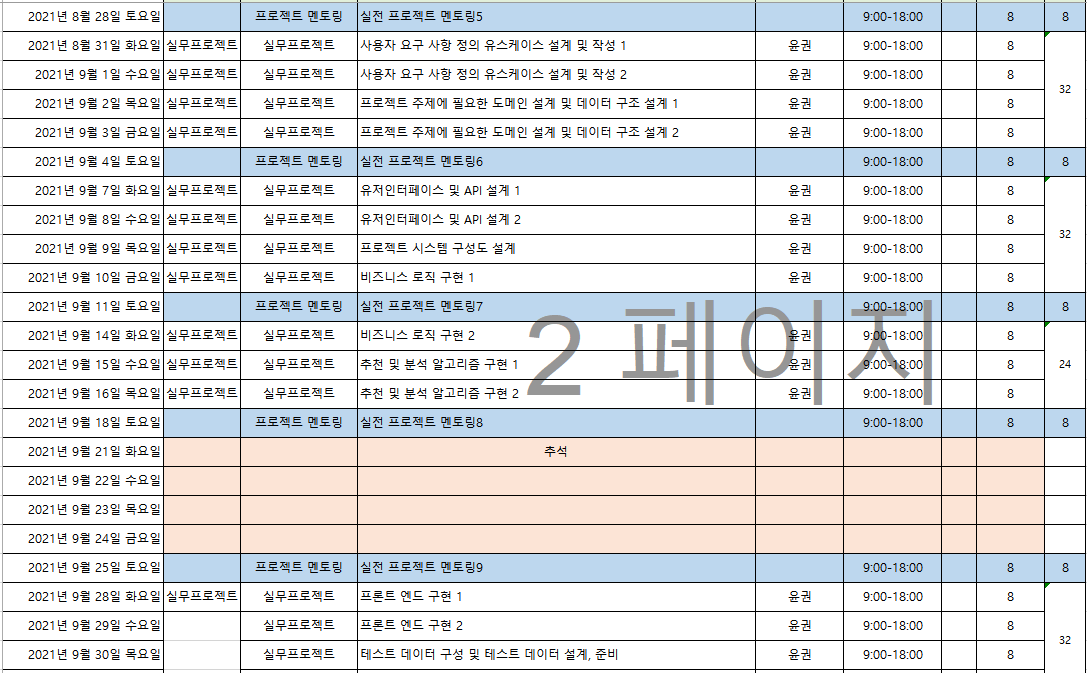 2021년 8월 28일 토요일 프로젝트 멘토링 실전 프로젝트 멘토링5 9:00-18:00 8 8
2021년 8월 31일 화요일 실무프로젝트 실무프로젝트 사용자 요구 사항 정의 유스케이스 설계 및 작성 1 윤권 9:00-18:00 8
2021년 9월 1일 수요일 실무프로젝트 실무프로젝트 사용자 요구 사항 정의 유스케이스 설계 및 작성 2 윤권 9:00-18:00 8 32
2021년 9월 2일 목요일 실무프로젝트 실무프로젝트 프로젝트 주제에 필요한 도메인 설계 및 데이터 구조 설계 1 윤권 9:00-18:00 8
2021년 9월 3일 금요일 실무프로젝트 실무프로젝트 프로젝트 주제에 필요한 도메인 설계 및 데이터 구조 설계 2 윤권 9:00-18:00 8
2021년 9월 4일 토요일 프로젝트 멘토링 실전 프로젝트 멘토링6 9:00-18:00 8 8
2021년 9월 7일 화요일 실무프로젝트 실무프로젝트 유저인터페이스 및 API 설계 1 윤권 9:00-18:00 8
2021년 9월 8일 수요일 실무프로젝트 실무프로젝트 유저인터페이스 및 API 설계 2 윤권 9:00-18:00 8 32
2021년 9월 9일 목요일 실무프로젝트 실무프로젝트 프로젝트 시스템 구성도 설계 윤권 9:00-18:00 8
2021년 9월 10일 금요일 실무프로젝트 실무프로젝트 비즈니스 로직 구현 1 윤권 9:00-18:00 8
2021년 9월 11일 토요일 프로젝트 멘토링 실전 프로젝트 멘토링7 9:00-18:00 8 8
2021년 9월 14일 화요일 실무프로젝트 실무프로젝트 비즈니스 로직 구현 2 윤권 9:00-18:00 8
2 페이지
2021년 9월 15일 수요일 실무프로젝트 실무프로젝트 추천 및 분석 알고리즘 구현 1 윤권 9:00-18:00 8 24
2021년 9월 16일 목요일 실무프로젝트 실무프로젝트 추천 및 분석 알고리즘 구현 2 윤권 9:00-18:00 8
2021년 9월 18일 토요일 프로젝트 멘토링 실전 프로젝트 멘토링8 9:00-18:00 8 8
2021년 9월 21일 화요일 추석
2021년 9월 22일 수요일
2021년 9월 23일 목요일
2021년 9월 24일 금요일
2021년 9월 25일 토요일 프로젝트 멘토링 실전 프로젝트 멘토링9 9:00-18:00 8 8
2021년 9월 28일 화요일 실무프로젝트 실무프로젝트 프론트 엔드 구현 1 윤권 9:00-18:00 8
2021년 9월 29일 수요일 실무프로젝트 프론트 엔드 구현 2 윤권 9:00-18:00 8 32
2021년 9월 30일 목요일 실무프로젝트 테스트 데이터 구성 및 테스트 데이터 설계, 준비 윤권 9:00-18:00 8